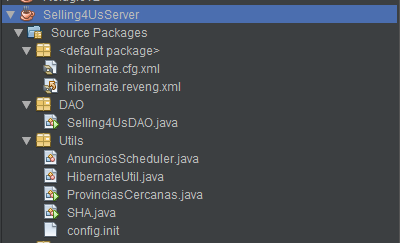 Selling4UsServer
Source Packages
<default package>
hibernate.cfg.xml
hibernate.reveng.xml
DAO
Selling4UsDAO.java
Utils
AnunciosScheduler.java
HibernateUtil.java
ProvinciasCercanas.java
SHA.java
config.init